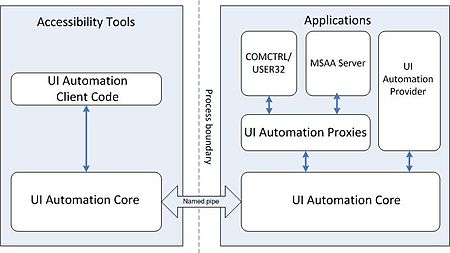 Accessibility Tools
UI Automation
Client Code
UI Automation Core
Process boundary
Named pipe
Applications
COMCTRL/
USER32
MSAA Server
UI
Automation
Provider
UI Automation Proxies
UI Automation Core